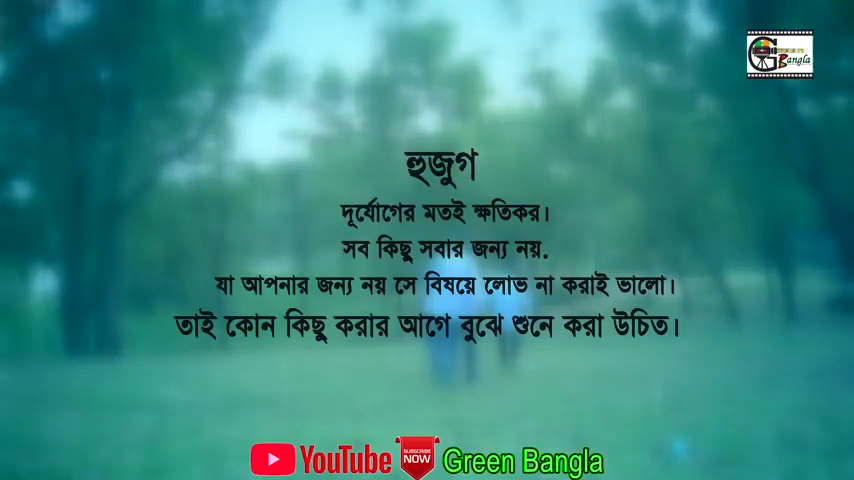 Bangla
হুজুগ
দূর্যোগের মতই ক্ষতিকর।
সব কিছু সবার জন্য নয়.
যা আপনার জন্য নয় সে বিষয়ে লোভ না করাই ভালো।
তাই কোন কিছু করার আগে বুঝে শুনে করা উচিত।
YouTube SUBSCRIBE NOW Green Bangla